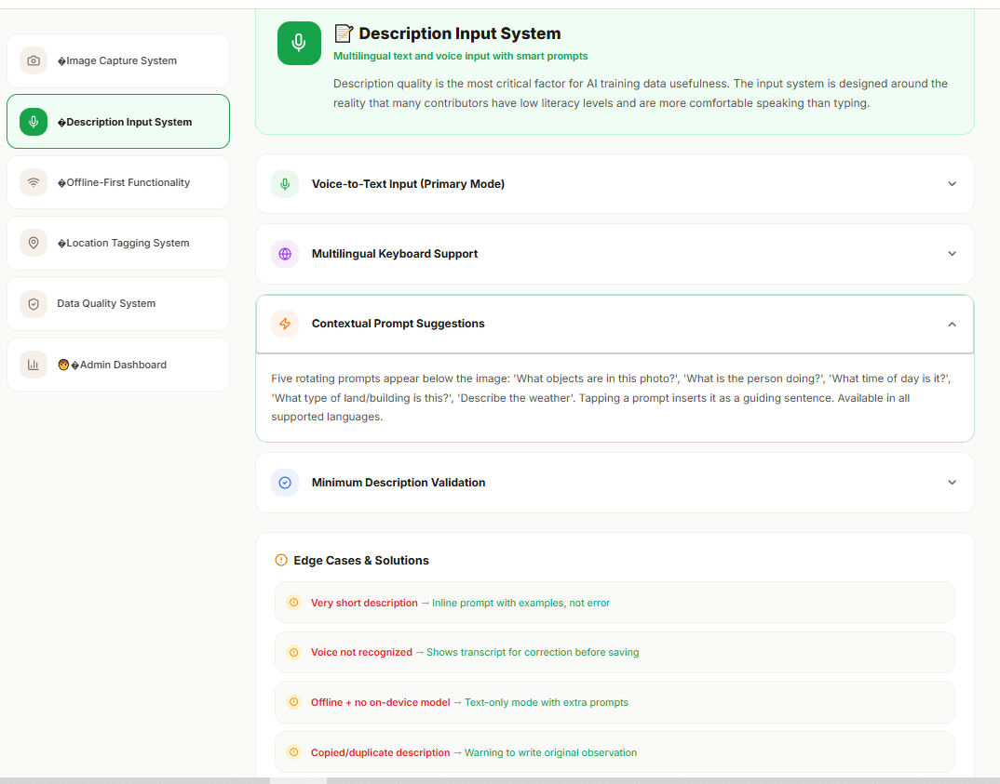 �Image Capture System
�Description Input System
�Offline-First Functionality
�Location Tagging System
Data Quality System
🧑�Admin Dashboard
📝 Description Input System
Multilingual text and voice input with smart prompts
Description quality is the most critical factor for AI training data usefulness. The input system is designed around the
reality that many contributors have low literacy levels and are more comfortable speaking than typing.
Voice-to-Text Input (Primary Mode)
Multilingual Keyboard Support
Contextual Prompt Suggestions
Five rotating prompts appear below the image: 'What objects are in this photo?', 'What is the person doing?', 'What time of day is it?',
'What type of land/building is this?', 'Describe the weather'. Tapping a prompt inserts it as a guiding sentence. Available in all
supported languages.
Minimum Description Validation
Edge Cases & Solutions
Very short description → Inline prompt with examples, not error
Voice not recognized → Shows transcript for correction before saving
Offline + no on-device model → Text-only mode with extra prompts
Copied/duplicate description → Warning to write original observation